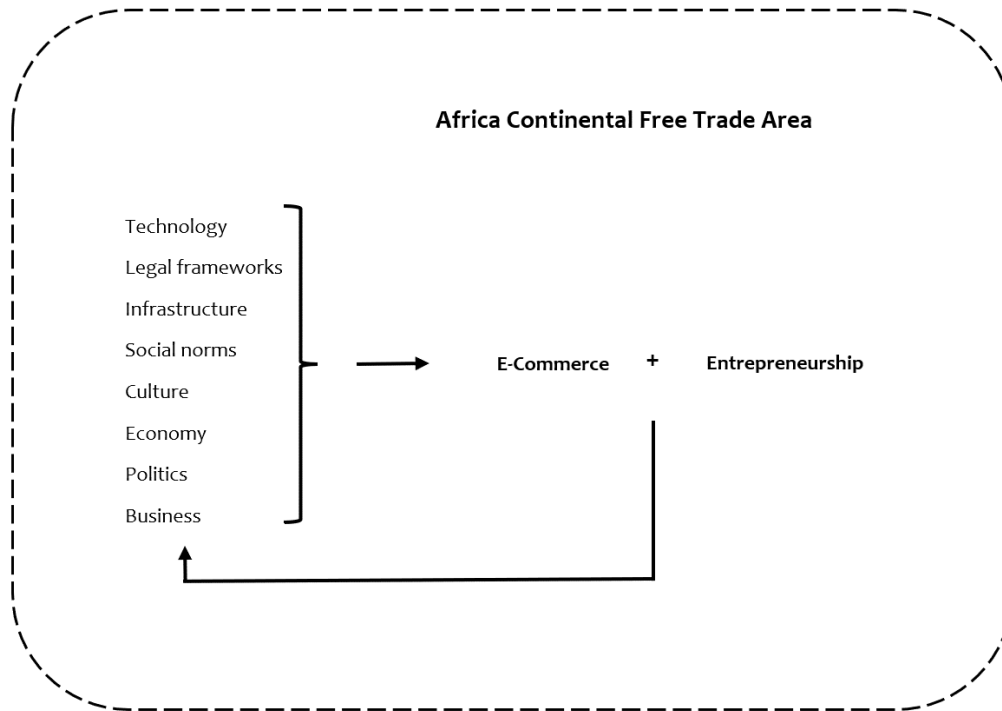 Africa Continental Free Trade Area
Technology
Legal frameworks
Infrastructure
Social norms
Culture
Economy
Politics
Business
E-Commerce + Entrepreneurship